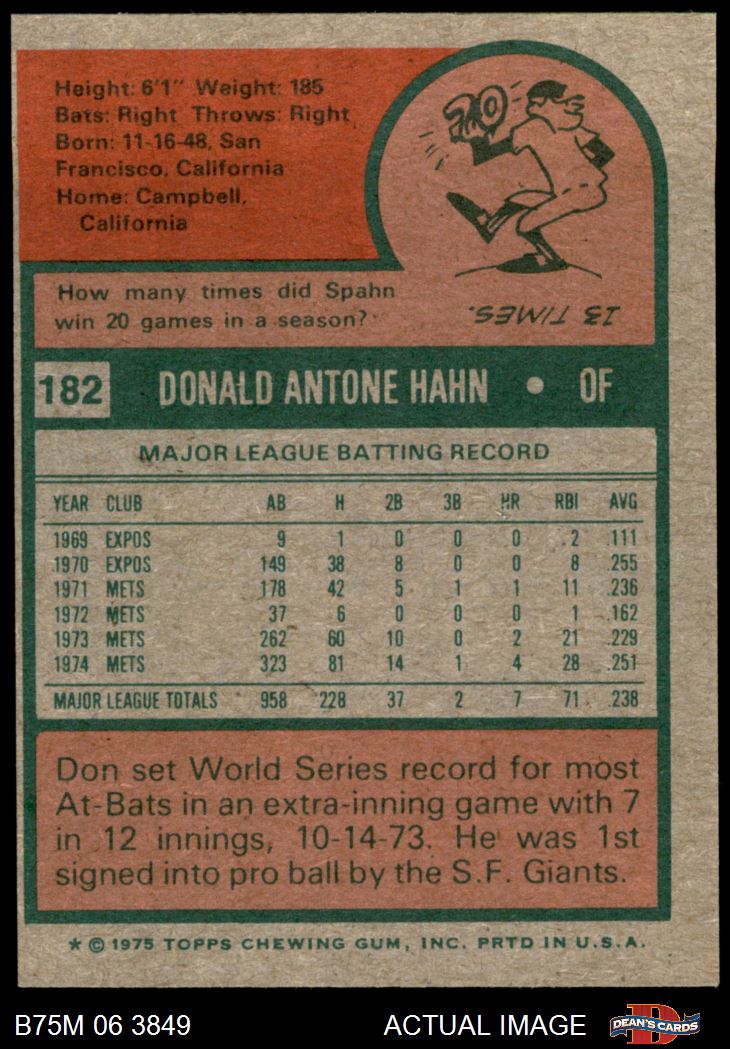 Height: 6'1" Weight: 185
Bats: Right Throws: Right
Born: 11-16-48, San
Francisco, California
Home: Campbell,
California
20
How many times did Spahn
win 20 games in a season?
13 TIMES.
182 DONALD ANTONE HAHN • OF
MAJOR LEAGUE BATTING RECORD
YEAR CLUB AB H 2B 3B HR RBI AVG
1969 EXPOS 9 1 0 0 0 2 .111
1970 EXPOS 149 38 8 0 0 8 .255
1971 METS 178 42 5 1 1 11 .236
1972 METS 37 6 0 0 0 1 .162
1973 METS 262 60 10 0 2 21 .229
1974 METS 323 81 14 1 4 28 .251
MAJOR LEAGUE TOTALS 958 228 37 2 7 71 .238
Don set World Series record for most
At-Bats in an extra-inning game with 7
in 12 innings, 10-14-73. He was 1st
signed into pro ball by the S.F. Giants.
* © 1975 TOPPS CHEWING GUM, INC. PRTD IN U.S.A.
B75M 06 3849 ACTUAL IMAGE DEAN'S CARDS